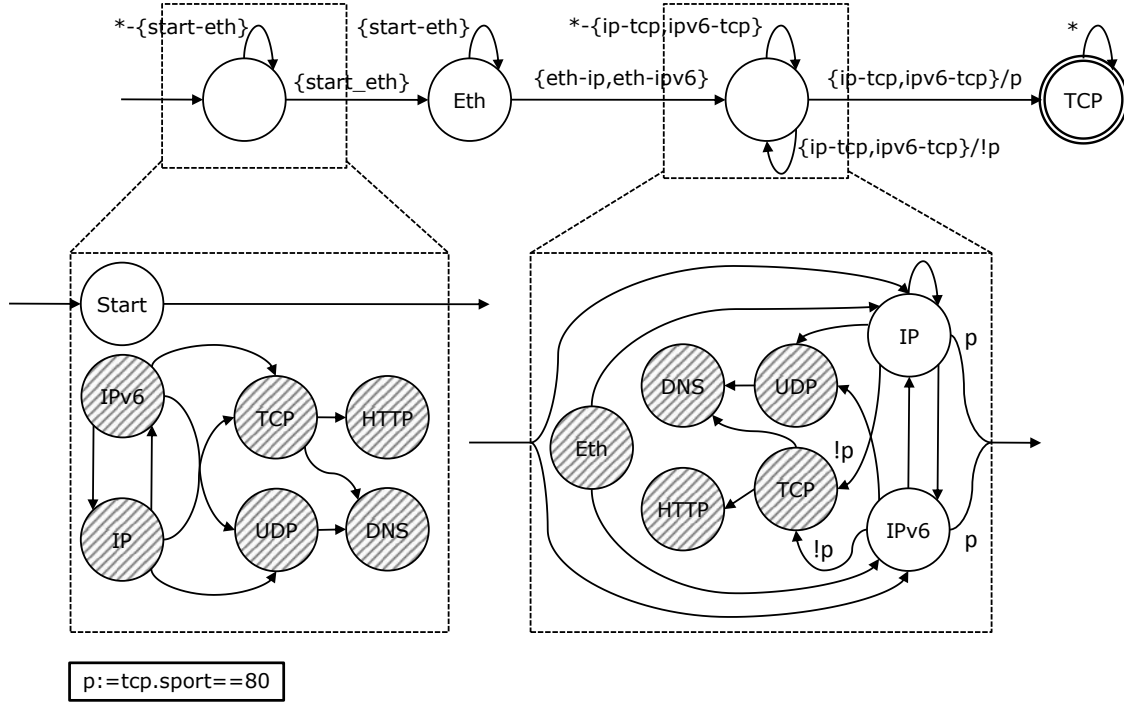 *-{start-eth}
{start-eth}
*-{ip-tcp,ipv6-tcp}
*
{start_eth}
Eth
{eth-ip,eth-ipv6}
{ip-tcp,ipv6-tcp}/p
TCP
{ip-tcp,ipv6-tcp}/!p
Start
IPv6
TCP
HTTP
IP
UDP
DNS
IP
p
DNS
UDP
Eth
!p
TCP
HTTP
IPv6
!p
p
p:=tcp.sport==80